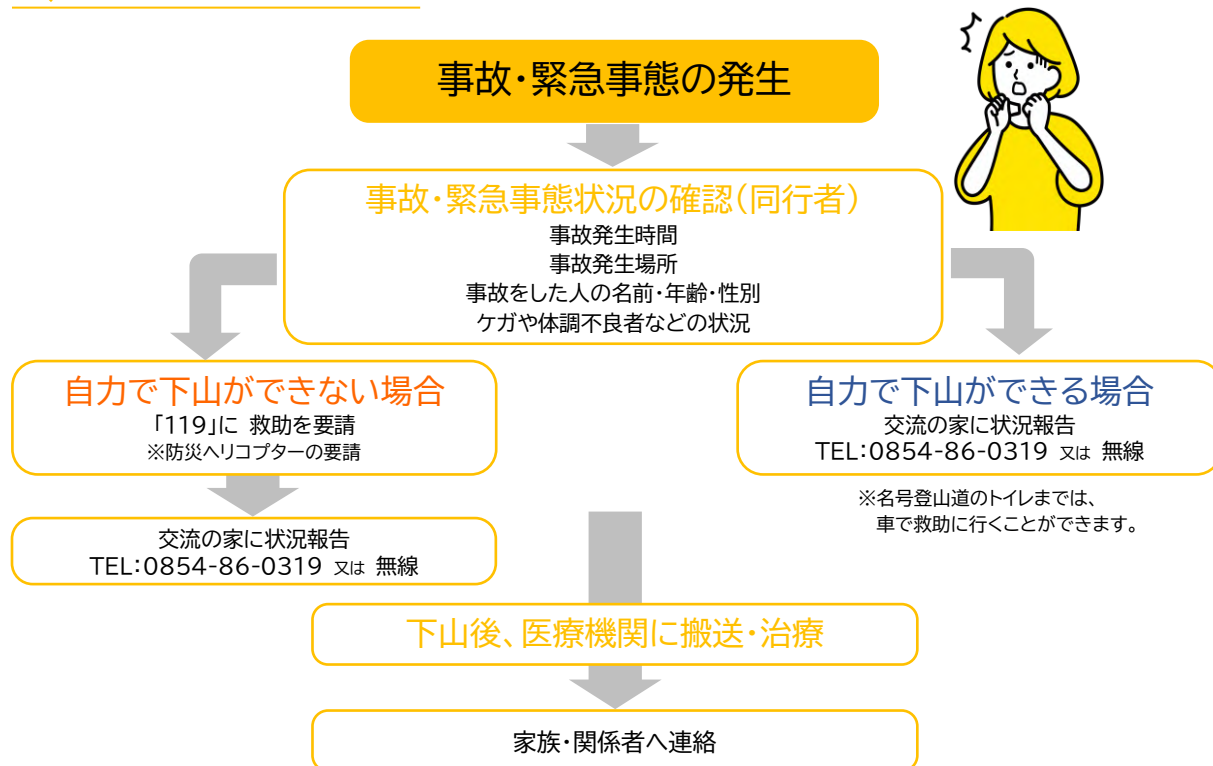 事故・緊急事態の発生
事故・緊急事態状況の確認(同行者)
事故発生時間
事故発生場所
事故をした人の名前・年齢・性別
ケガや体調不良者などの状況
自力で下山ができない場合
「119」に 救助を要請
※防災ヘリコプターの要請
交流の家に状況報告
TEL:0854-86-0319 又は 無線
自力で下山ができる場合
交流の家に状況報告
TEL:0854-86-0319 又は 無線
※名号登山道のトイレまでは、
車で救助に行くことができます。
下山後、医療機関に搬送・治療
家族・関係者へ連絡